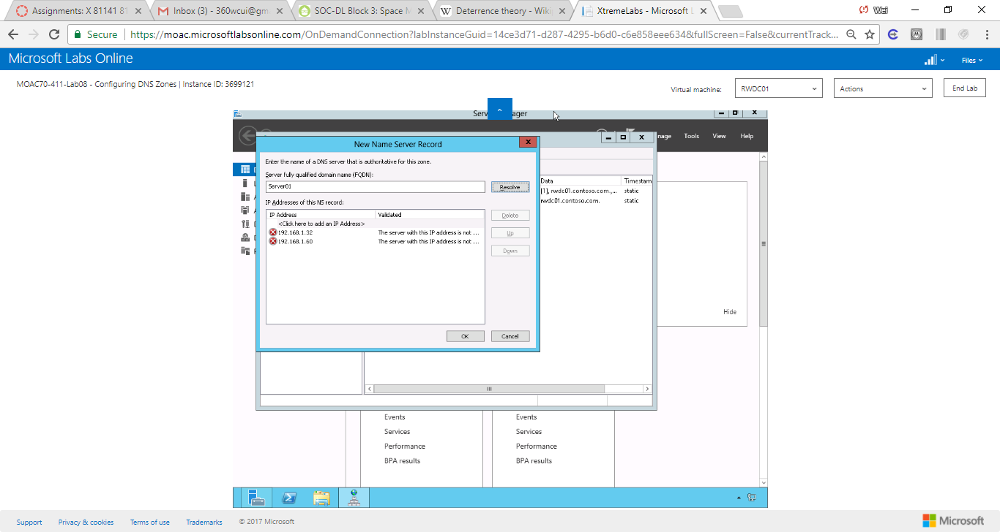 Assignments: X 81141 81
Inbox (3) - 360wcui@gm
SOC-DL Block 3: Space M
Deterrence theory - Wiki
XtremeLabs - Microsoft L
Wei
Secure
https://moac.microsoftlabsonline.com/OnDemandConnection?labInstanceGuid=14ce3d71-d287-4295-b6d0-c6e858eee634&fullScreen=False&currentTrack...
Microsoft Labs Online
Files
MOAC70-411-Lab08 - Configuring DNS Zones | Instance ID: 3699121
Virtual machine:
RWDC01
Actions
End Lab
Serv ager
nage Tools View Help
New Name Server Record
Enter the name of a DNS server that is authoritative for this zone.
Server fully qualified domain name (FQDN):
Server01
Resolve
IP Addresses of this NS record:
IP Address Validated
<Click here to add an IP Address>
192.168.1.32 The server with this IP address is not ...
192.168.1.60 The server with this IP address is not ...
Delete
Up
Down
OK
Cancel
Data Timestam
[1], rwdc01.contoso.com.,... static
rwdc01.contoso.com. static
Hide
Events
Services
Performance
BPA results
Events
Services
Performance
BPA results
Support
Privacy & cookies
Terms of use
Trademarks
© 2017 Microsoft
Microsoft